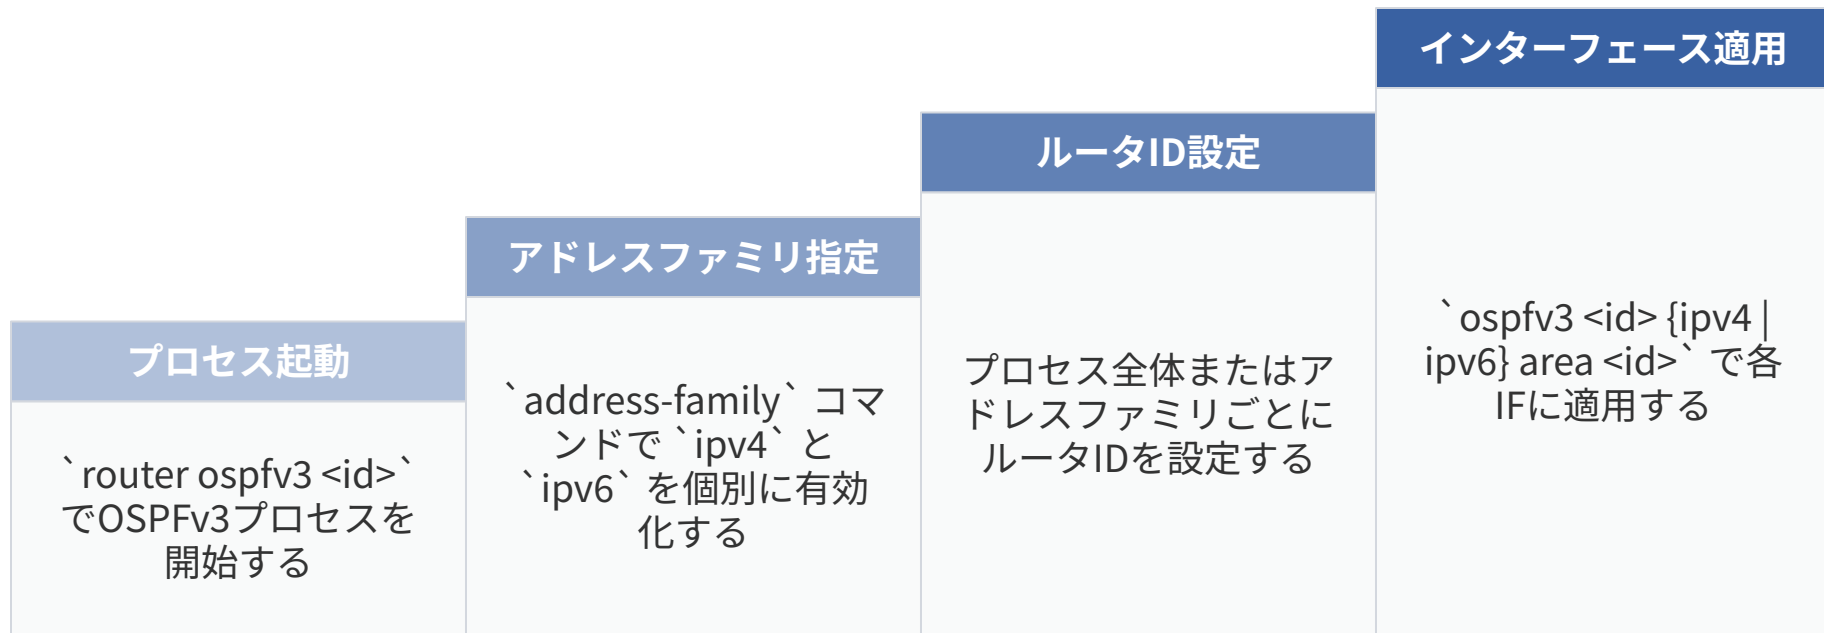 プロセス起動
`router ospfv3 <id>`
でOSPFv3プロセスを
開始する
アドレスファミリ指定
`address-family` コマ
ンドで `ipv4` と
`ipv6` を個別に有効
化する
ルータID設定
プロセス全体またはア
ドレスファミリごとに
ルータIDを設定する
インターフェース適用
`ospfv3 <id> {ipv4 |
ipv6} area <id>` で各
IFに適用する